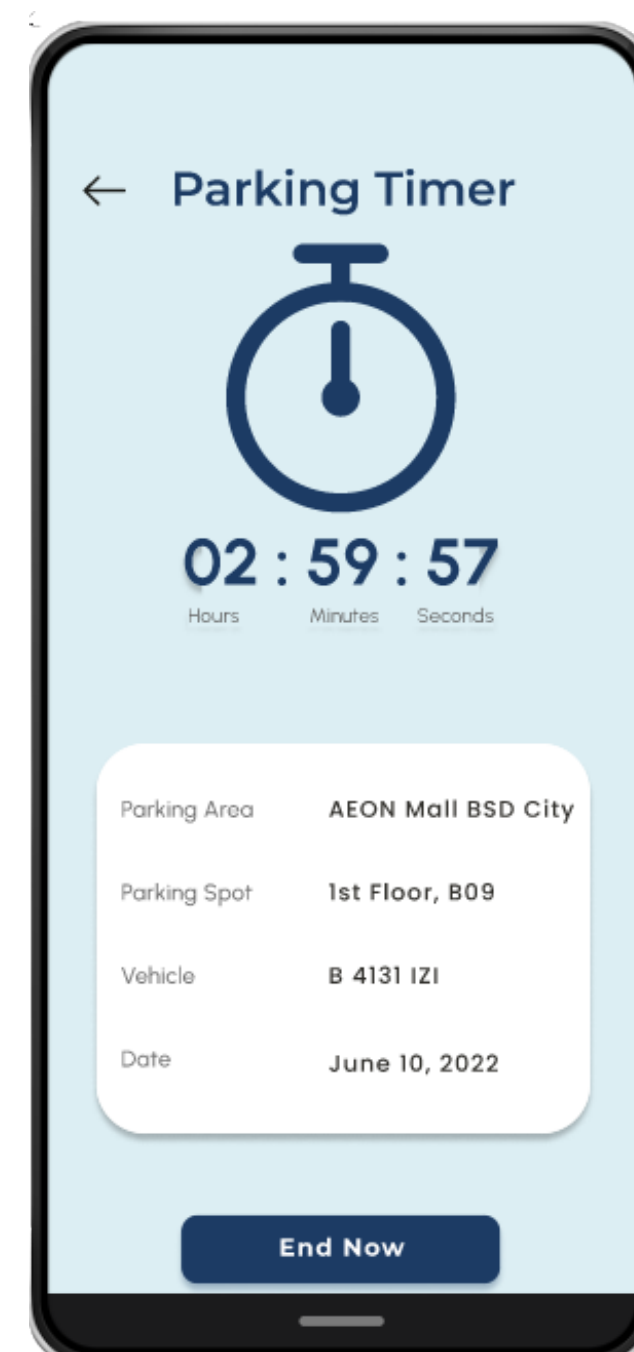 Parking Timer
02 : 59 : 57
Hours Minutes Seconds
Parking Area AEON Mall BSD City
Parking Spot 1st Floor, B09
Vehicle B 4131 IZI
Date June 10, 2022
End Now